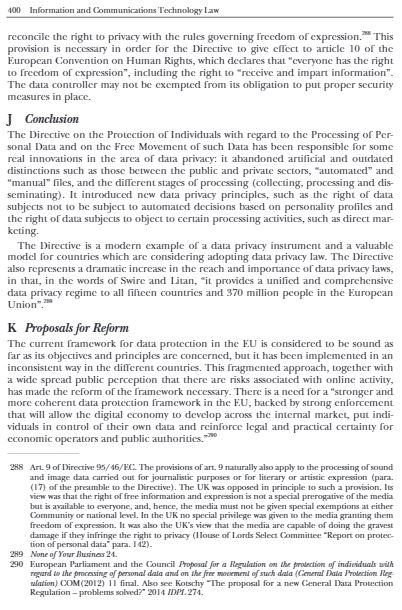 400 Information and Communications Technology Law
reconcile the right to privacy with the rules governing freedom of expression.288 This
provision is necessary in order for the Directive to give effect to article 10 of the
European Convention on Human Rights, which declares that “everyone has the right
to freedom of expression”, including the right to “receive and impart information”.
The data controller may not be exempted from its obligation to put proper security
measures in place.
J Conclusion
The Directive on the Protection of Individuals with regard to the Processing of Per-
sonal Data and on the Free Movement of such Data has been responsible for some
real innovations in the area of data privacy: it abandoned artificial and outdated
distinctions such as those between the public and private sectors, “automated” and
“manual” files, and the different stages of processing (collecting, processing and dis-
seminating). It introduced new data privacy principles, such as the right of data
subjects not to be subject to automated decisions based on personality profiles and
the right of data subjects to object to certain processing activities, such as direct mar-
keting.
The Directive is a modern example of a data privacy instrument and a valuable
model for countries which are considering adopting data privacy law. The Directive
also represents a dramatic increase in the reach and importance of data privacy laws,
in that, in the words of Swire and Litan, “it provides a unified and comprehensive
data privacy regime to all fifteen countries and 370 million people in the European
Union”.289
K Proposals for Reform
The current framework for data protection in the EU is considered to be sound as
far as its objectives and principles are concerned, but it has been implemented in an
inconsistent way in the different countries. This fragmented approach, together with
a wide spread public perception that there are risks associated with online activity,
has made the reform of the framework necessary. There is a need for a “stronger and
more coherent data protection framework in the EU, backed by strong enforcement
that will allow the digital economy to develop across the internal market, put indi-
viduals in control of their own data and reinforce legal and practical certainty for
economic operators and public authorities.”290
288 Art. 9 of Directive 95/46/EC. The provisions of art. 9 naturally also apply to the processing of sound
and image data carried out for journalistic purposes or for literary or artistic expression (para.
(17) of the preamble to the Directive). The UK was opposed in principle to such a provision. Its
view was that the right of free information and expression is not a special prerogative of the media
but is available to everyone, and, hence, the media must not be given special exemptions at either
Community or national level. In the UK no special privilege was given to the media granting them
freedom of expression. It was also the UK’s view that the media are capable of doing the gravest
damage if they infringe the right to privacy (House of Lords Select Committee “Report on protec-
tion of personal data” para. 142).
289 None of Your Business 24.
290 European Parliament and the Council Proposal for a Regulation on the protection of individuals with
regard to the processing of personal data and on the free movement of such data (General Data Protection Reg-
ulation) COM(2012) 11 final. Also see Kotschy “The proposal for a new General Data Protection
Regulation – problems solved?” 2014 IDPL 274.